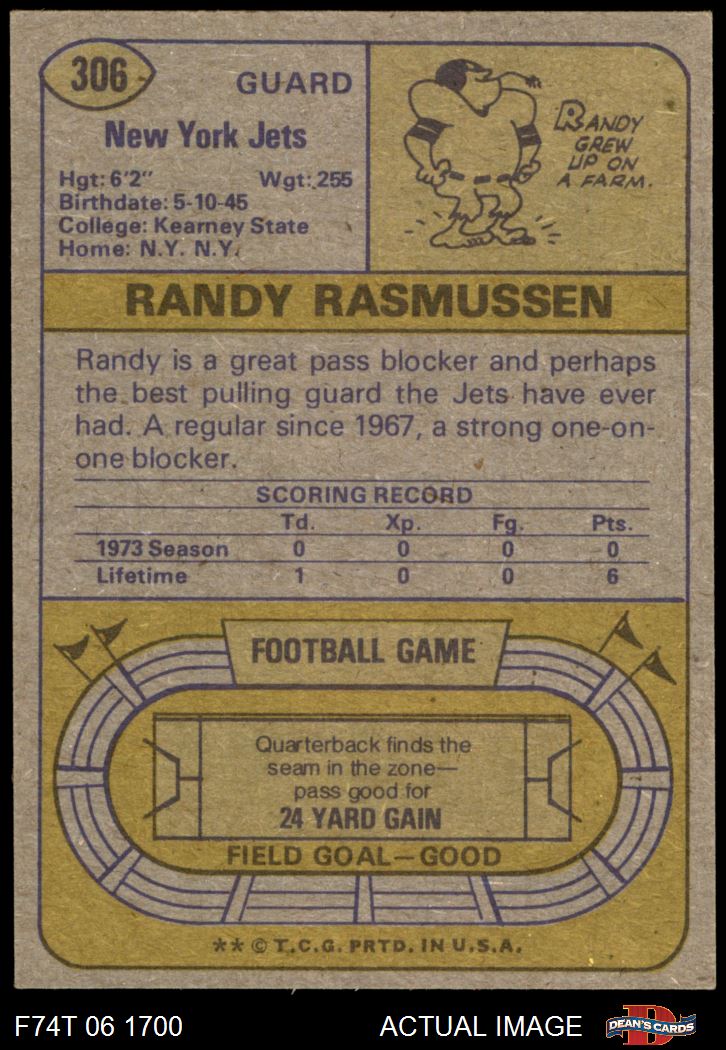 306
GUARD
New York Jets
Hgt: 6'2" Wgt: 255
Birthdate: 5-10-45
College: Kearney State
Home: N.Y. N.Y.
RANDY
GREW
UP ON
A FARM.
RANDY RASMUSSEN
Randy is a great pass blocker and perhaps
the best pulling guard the Jets have ever
had. A regular since 1967, a strong one-on-
one blocker.
SCORING RECORD
Td. Xp. Fg. Pts.
1973 Season 0 0 0 0
Lifetime 1 0 0 6
FOOTBALL GAME
Quarterback finds the
seam in the zone—
pass good for
24 YARD GAIN
FIELD GOAL—GOOD
** © T.C.G. PRTD. IN U.S.A.
F74T 06 1700 ACTUAL IMAGE
DEAN'S CARDS